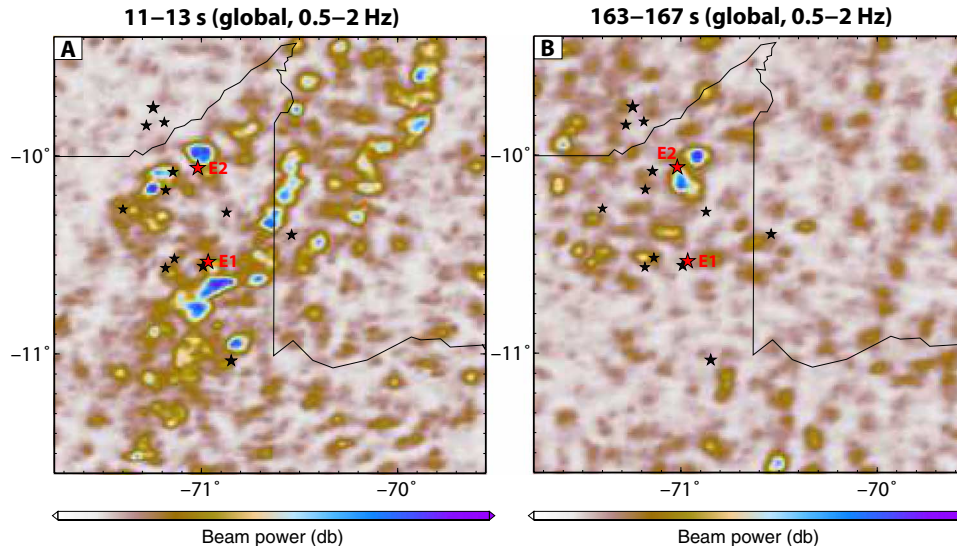 11−13 s (global, 0.5−2 Hz)
163−167 s (global, 0.5−2 Hz)
A
B
E2
E1
E2
E1
−10°
−11°
−10°
−11°
−71°
−70°
−71°
−70°
Beam power (db)
Beam power (db)